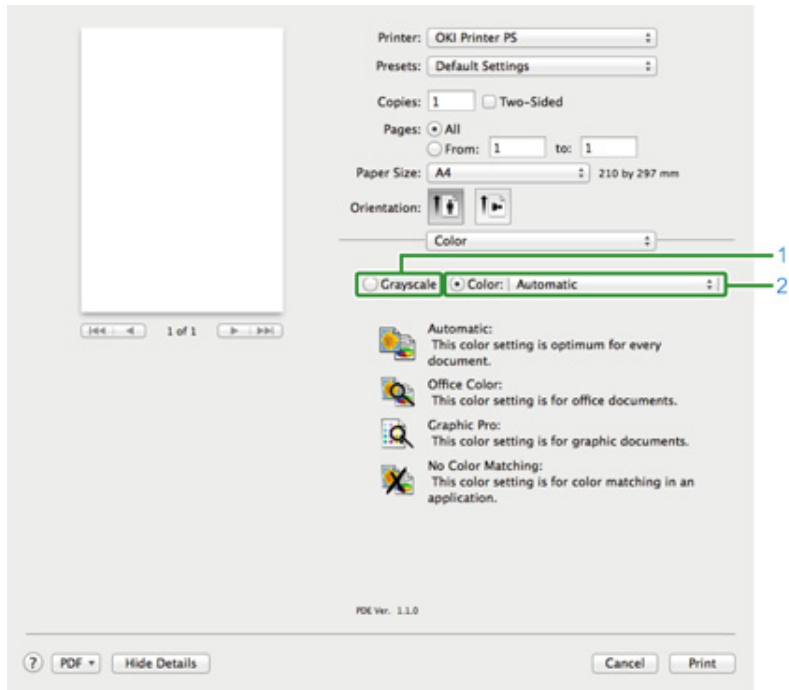 Printer: OKI Printer PS
Presets: Default Settings
Copies: 1 Two-Sided
Pages: All
From: 1 to: 1
Paper Size: A4 210 by 297 mm
Orientation:
Color
1
Grayscale Color: Automatic
2
1 of 1
Automatic:
This color setting is optimum for every
document.
Office Color:
This color setting is for office documents.
Graphic Pro:
This color setting is for graphic documents.
No Color Matching:
This color setting is for color matching in an
application.
PDE Ver. 1.1.0
? PDF Hide Details Cancel Print